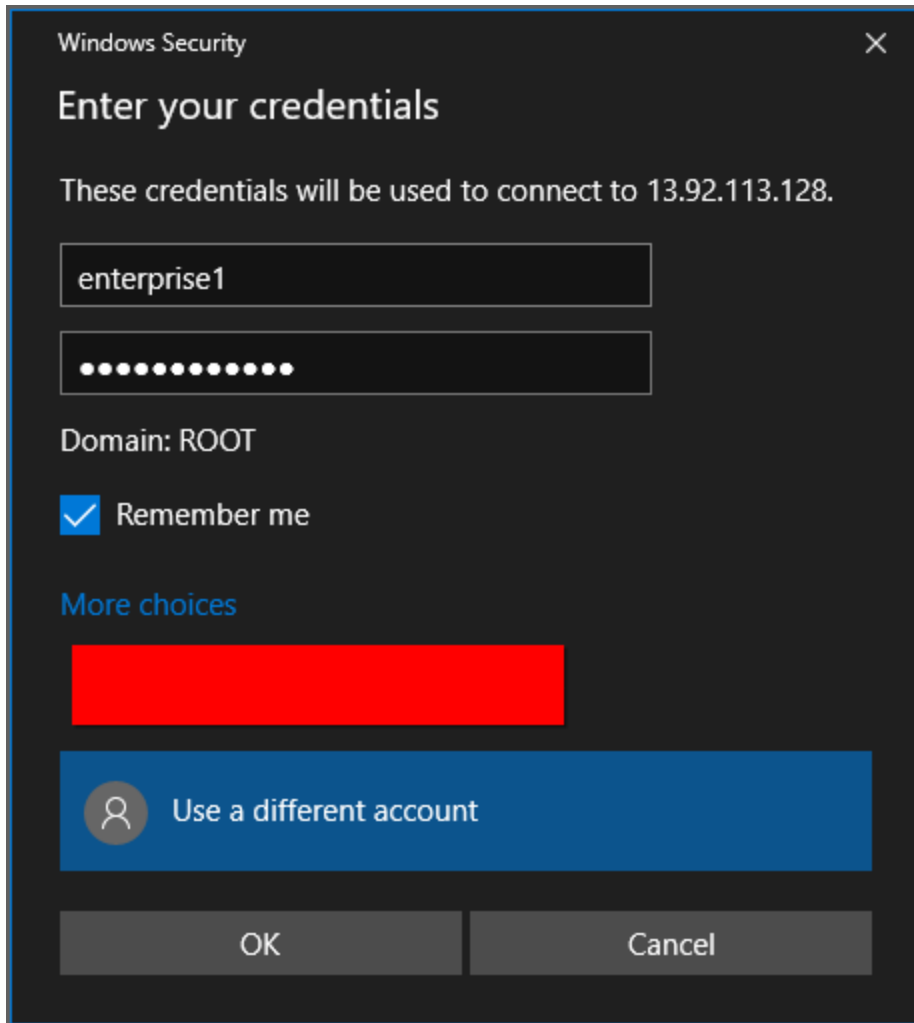 Windows Security
Enter your credentials
These credentials will be used to connect to 13.92.113.128.
enterprise1
●●●●●●●●●●●●
Domain: ROOT
Remember me
More choices
Use a different account
OK
Cancel